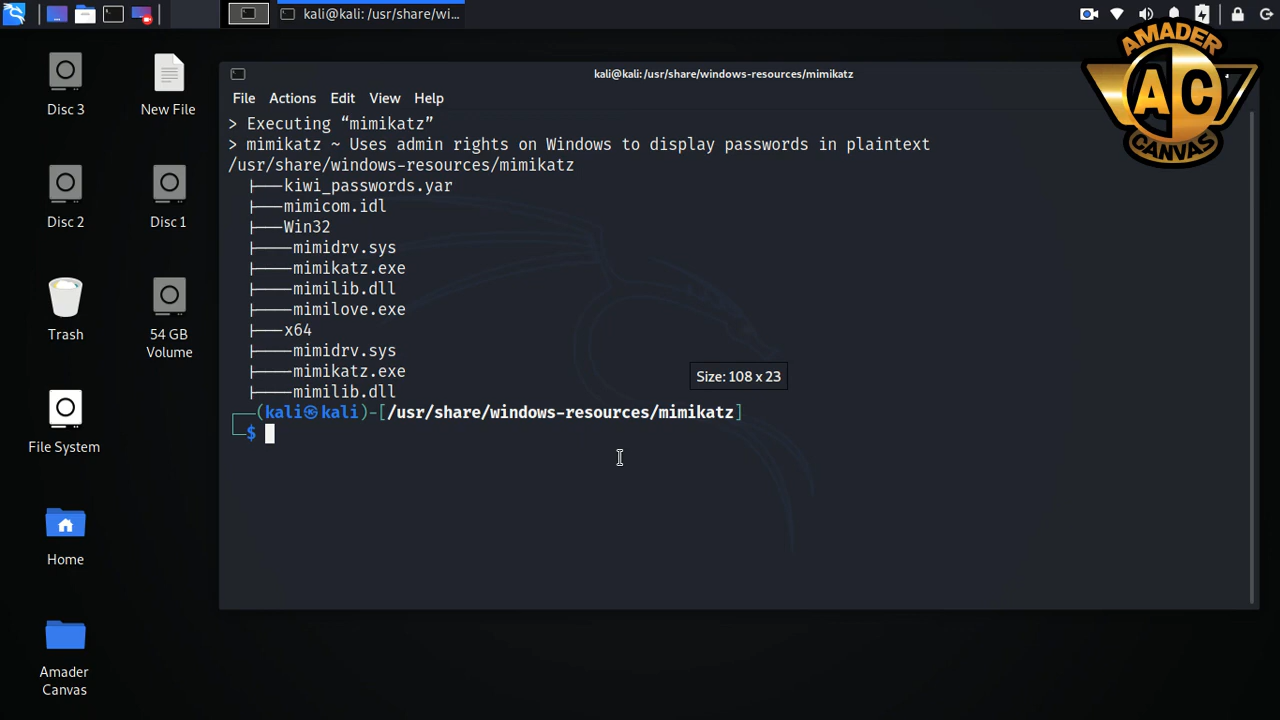 kali@kali: /usr/share/wi...
AMADER
AC
CANVAS
kali@kali: /usr/share/windows-resources/mimikatz
File Actions Edit View Help
> Executing “mimikatz”
> mimikatz ~ Uses admin rights on Windows to display passwords in plaintext
/usr/share/windows-resources/mimikatz
├───kiwi_passwords.yar
├───mimicom.idl
├───Win32
├────mimidrv.sys
├────mimikatz.exe
├────mimilib.dll
├────mimilove.exe
├───x64
├────mimidrv.sys
├────mimikatz.exe
├────mimilib.dll
┌──(kali㉿kali)-[/usr/share/windows-resources/mimikatz]
└─$
Size: 108 x 23
Disc 3
New File
Disc 2
Disc 1
Trash
54 GB
Volume
File System
Home
Amader
Canvas